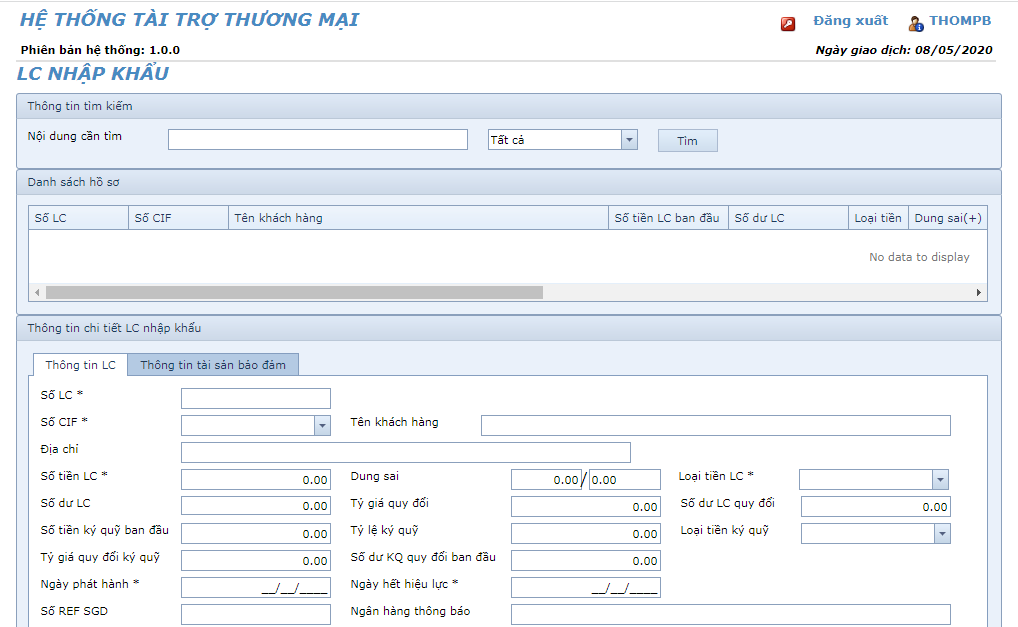 HỆ THỐNG TÀI TRỢ THƯƠNG MẠI
Đăng xuất THOMPB
Phiên bản hệ thống: 1.0.0
Ngày giao dịch: 08/05/2020
LC NHẬP KHẨU
Thông tin tìm kiếm
Nội dung cần tìm Tất cả Tìm
Danh sách hồ sơ
Số LC Số CIF Tên khách hàng Số tiền LC ban đầu Số dư LC Loại tiền Dung sai(+)
No data to display
Thông tin chi tiết LC nhập khẩu
Thông tin LC Thông tin tài sản bảo đảm
Số LC *
Số CIF * Tên khách hàng
Địa chỉ
Số tiền LC * 0.00 Dung sai 0.00 / 0.00 Loại tiền LC *
Số dư LC 0.00 Tỷ giá quy đổi 0.00 Số dư LC quy đổi 0.00
Số tiền ký quỹ ban đầu 0.00 Tỷ lệ ký quỹ 0.00 Loại tiền ký quỹ
Tỷ giá quy đổi ký quỹ 0.00 Số dư KQ quy đổi ban đầu 0.00
Ngày phát hành * __/__/____ Ngày hết hiệu lực * __/__/____
Số REF SGD Ngân hàng thông báo